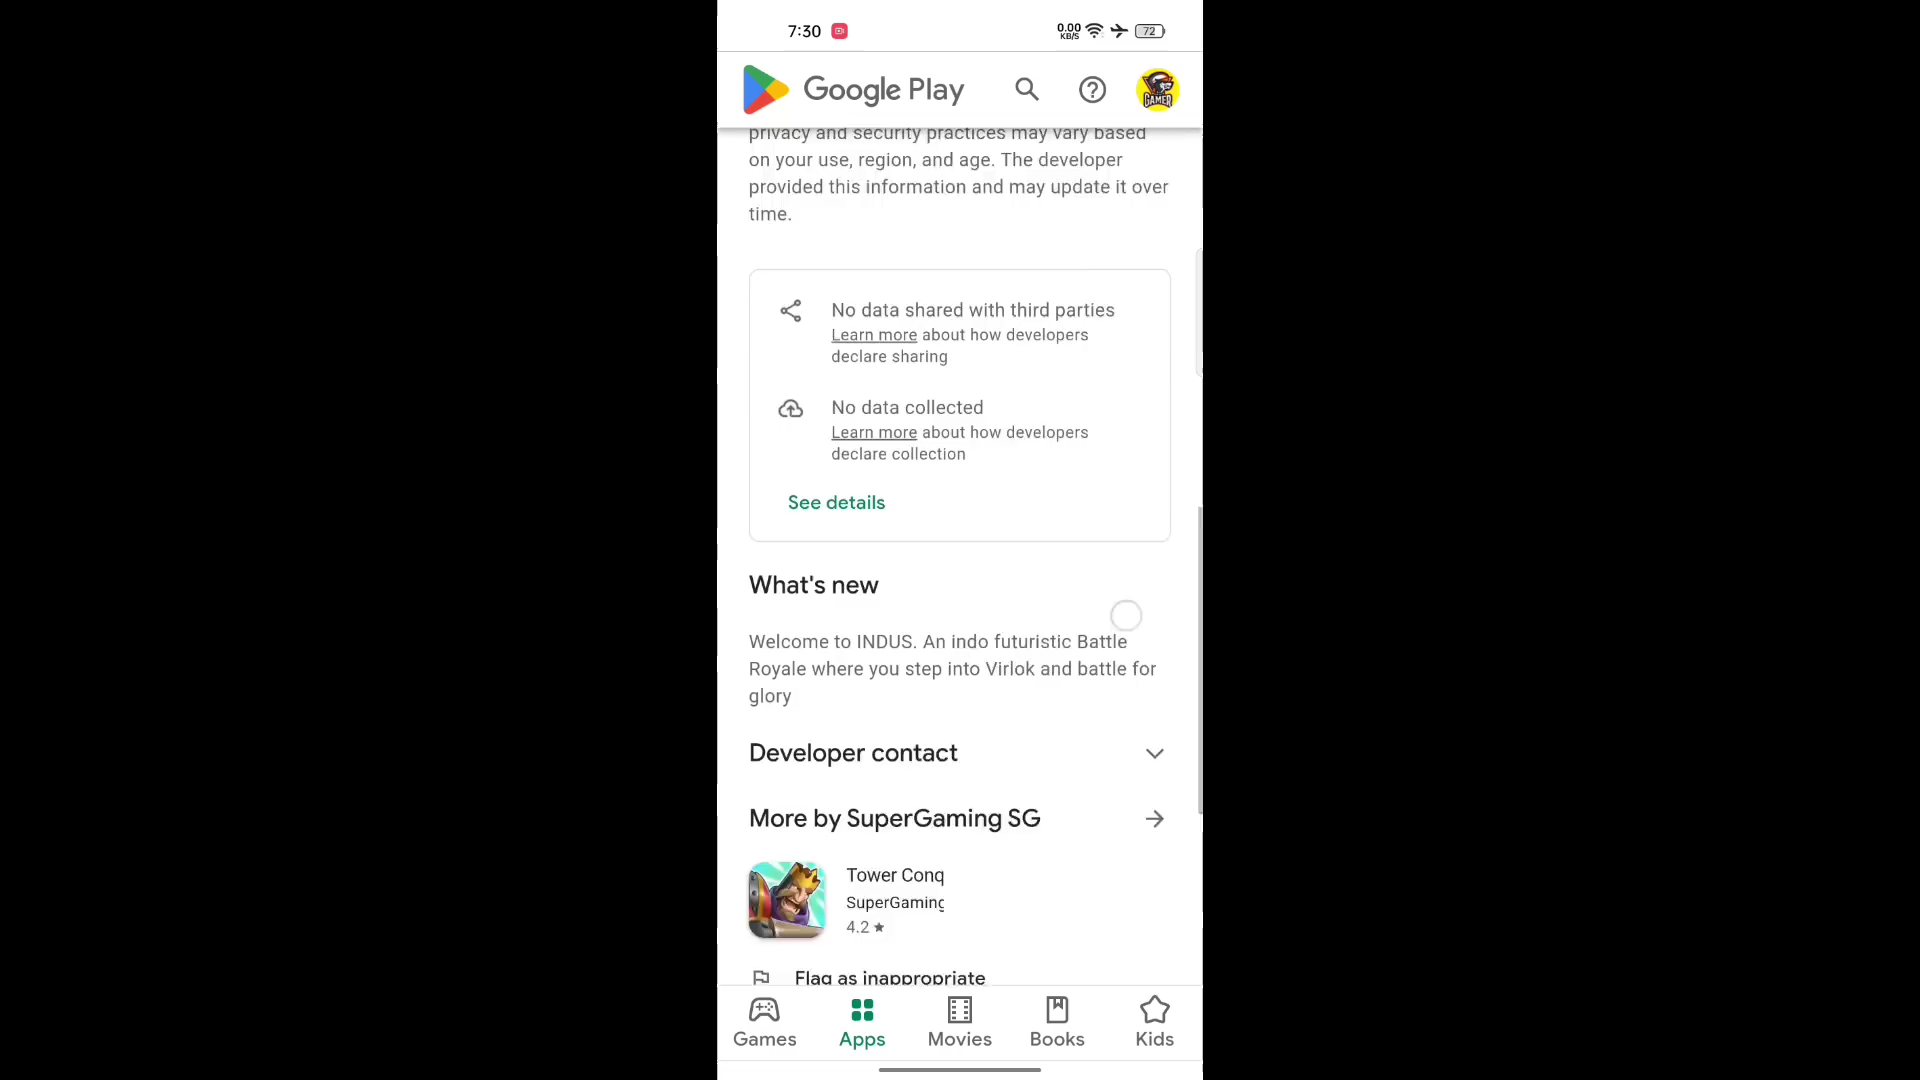 7:30
0.00
KB/S
72
Google Play
GAMER
privacy and security practices may vary based
on your use, region, and age. The developer
provided this information and may update it over
time.
No data shared with third parties
Learn more about how developers
declare sharing
No data collected
Learn more about how developers
declare collection
See details
What's new
Welcome to INDUS. An indo futuristic Battle
Royale where you step into Virlok and battle for
glory
Developer contact
More by SuperGaming SG
Tower Conq
SuperGaming
4.2
Flag as inappropriate
Games
Apps
Movies
Books
Kids